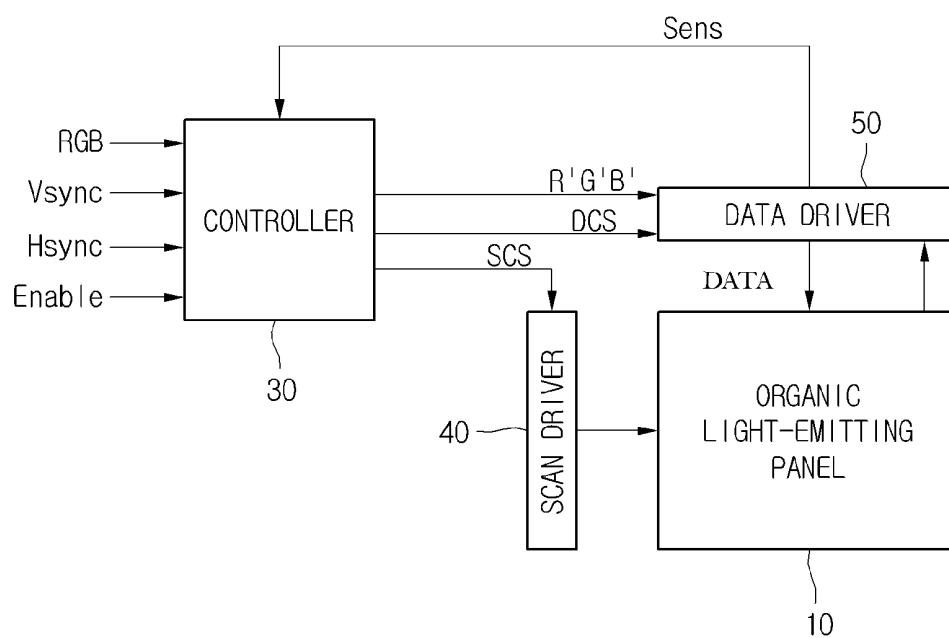 Sens
50
RGB
Vsync
Hsync
Enable
CONTROLLER
R'G'B'
DCS
SCS
DATA DRIVER
DATA
30
40
SCAN DRIVER
ORGANIC
LIGHT-EMITTING
PANEL
10